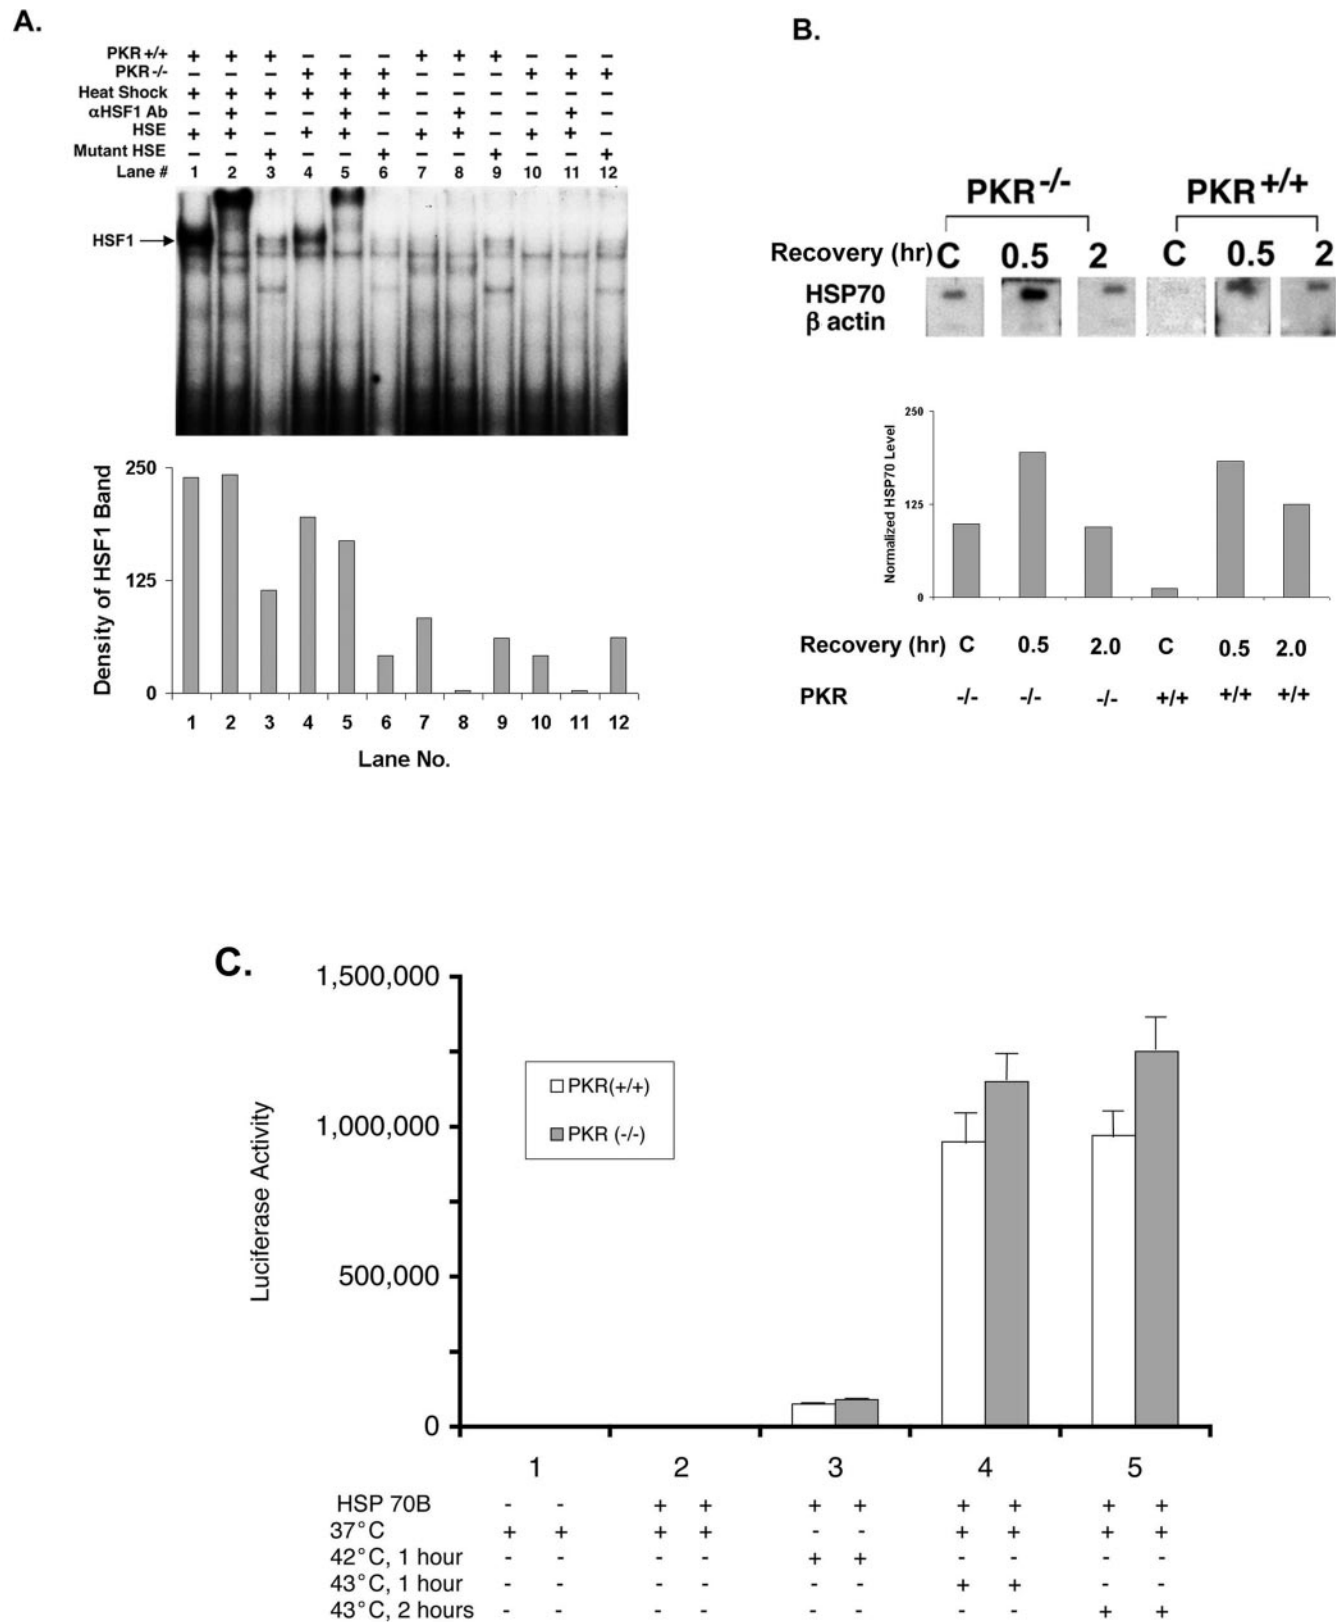 A.
PKR +/+ + + + – – – + + + – – –
PKR -/- – – – + + + – – – + + +
Heat Shock + + + + + + – – – – – –
αHSF1 Ab – + – – + – – + – – + –
HSE + + – + + – + + – + + –
Mutant HSE – – + – – + – – + – – +
Lane # 1 2 3 4 5 6 7 8 9 10 11 12
HSF1
250
125
0
Density of HSF1 Band
1 2 3 4 5 6 7 8 9 10 11 12
Lane No.
B.
PKR-/- PKR+/+
Recovery (hr) C 0.5 2 C 0.5 2
HSP70
β actin
250
125
0
Normalized HSP70 Level
Recovery (hr) C 0.5 2.0 C 0.5 2.0
PKR -/- -/- -/- +/+ +/+ +/+
C.
1,500,000
1,000,000
500,000
0
Luciferase Activity
PKR(+/+)
PKR (-/-)
1 2 3 4 5
HSP 70B - - + + + + + + + +
37°C + + + + - - + + + +
42°C, 1 hour - - - - + + - - - -
43°C, 1 hour - - - - - - + + - -
43°C, 2 hours - - - - - - - - + +